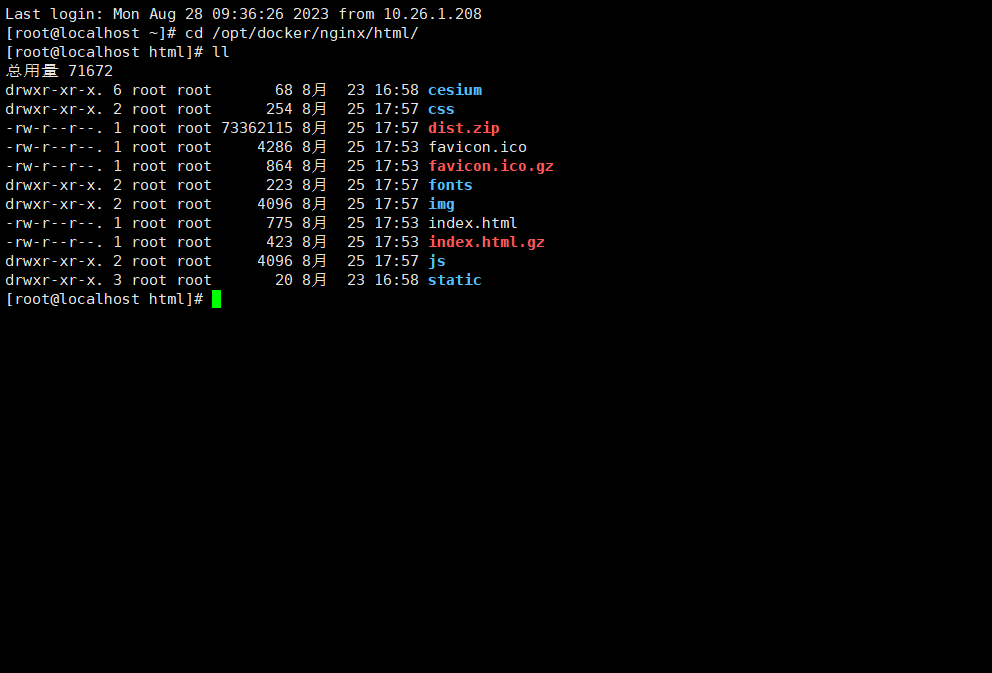 Last login: Mon Aug 28 09:36:26 2023 from 10.26.1.208
[root@localhost ~]# cd /opt/docker/nginx/html/
[root@localhost html]# ll
总用量 71672
drwxr-xr-x. 6 root root       68 8月  23 16:58 cesium
drwxr-xr-x. 2 root root      254 8月  25 17:57 css
-rw-r--r--. 1 root root 73362115 8月  25 17:57 dist.zip
-rw-r--r--. 1 root root     4286 8月  25 17:53 favicon.ico
-rw-r--r--. 1 root root      864 8月  25 17:53 favicon.ico.gz
drwxr-xr-x. 2 root root      223 8月  25 17:57 fonts
drwxr-xr-x. 2 root root     4096 8月  25 17:57 img
-rw-r--r--. 1 root root      775 8月  25 17:53 index.html
-rw-r--r--. 1 root root      423 8月  25 17:53 index.html.gz
drwxr-xr-x. 2 root root     4096 8月  25 17:57 js
drwxr-xr-x. 3 root root       20 8月  23 16:58 static
[root@localhost html]#